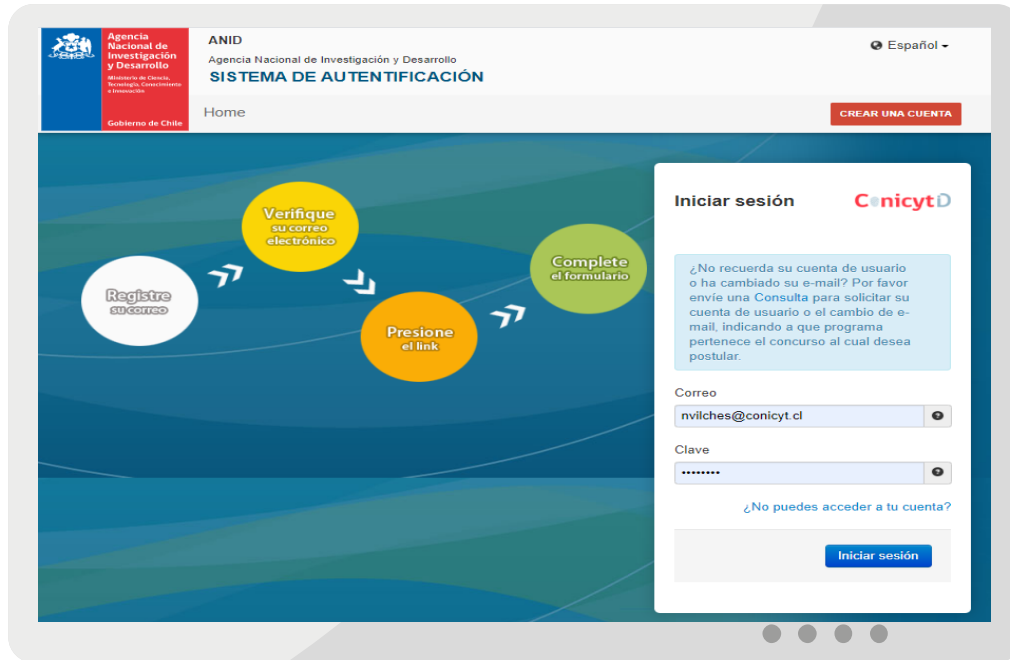 Agencia
Nacional de
Investigación
y Desarrollo
Ministerio de Ciencia,
Tecnología, Conocimiento
e Innovación
Gobierno de Chile
ANID
Agencia Nacional de Investigación y Desarrollo
SISTEMA DE AUTENTIFICACIÓN
Español
Home
CREAR UNA CUENTA
Registre
su correo
Verifique
su correo
electrónico
Presione
el link
Complete
el formulario
Iniciar sesión
ConicytD
¿No recuerda su cuenta de usuario
o ha cambiado su e-mail? Por favor
envíe una Consulta para solicitar su
cuenta de usuario o el cambio de e-
mail, indicando a que programa
pertenece el concurso al cual desea
postular.
Correo
nvilches@conicyt.cl
Clave
••••••••
¿No puedes acceder a tu cuenta?
Iniciar sesión